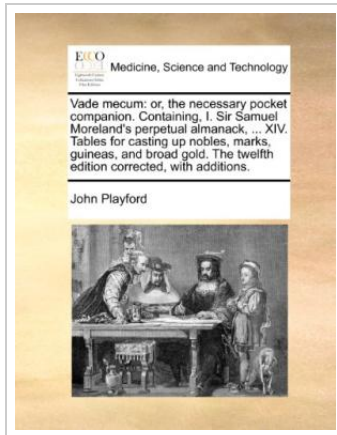 ECCO
Medicine, Science and Technology
Vade mecum: or, the necessary pocket
companion. Containing, I. Sir Samuel
Moreland's perpetual almanack, ... XIV.
Tables for casting up nobles, marks,
guineas, and broad gold. The twelfth
edition corrected, with additions.
John Playford